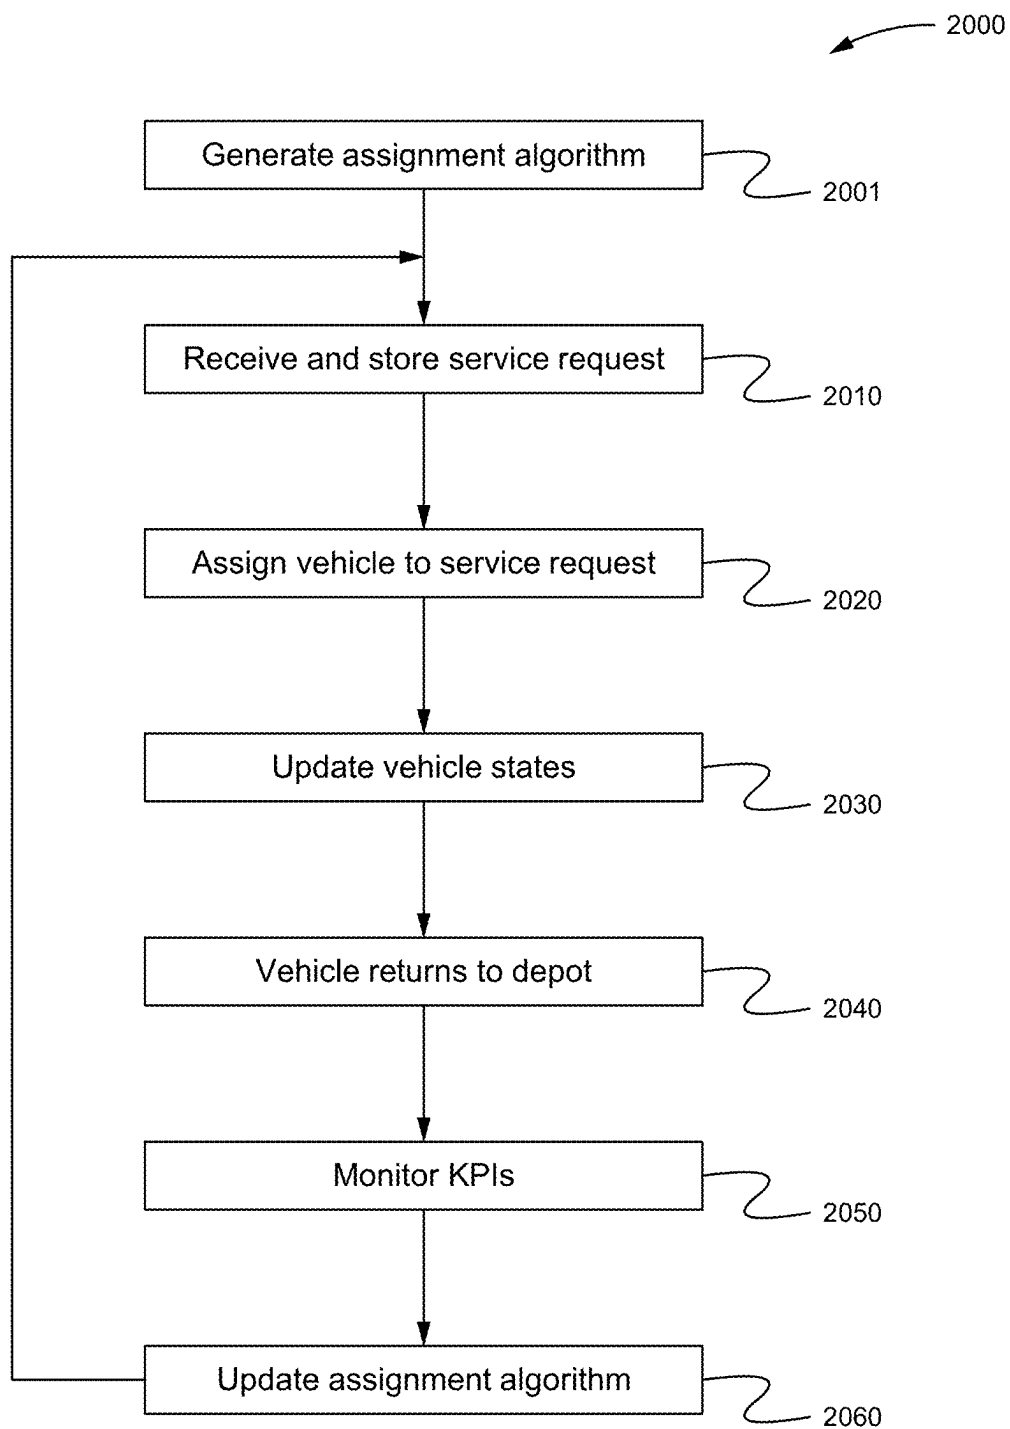 2000
Generate assignment algorithm
2001
Receive and store service request
2010
Assign vehicle to service request
2020
Update vehicle states
2030
Vehicle returns to depot
2040
Monitor KPIs
2050
Update assignment algorithm
2060